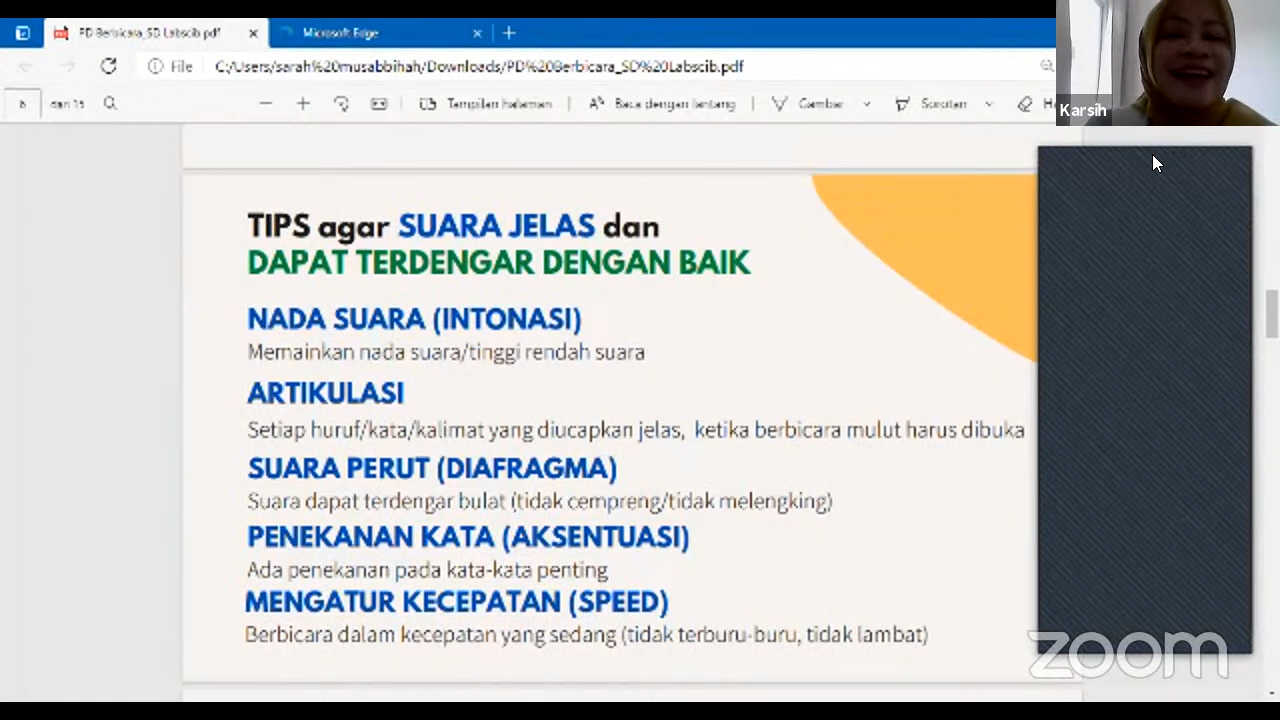 PD Berbicara_SD Labscib.pdf
Microsoft Edge
File
C:/Users/sarah%20musabbihah/Downloads/PD%20Berbicara_SD%20Labscib.pdf
6 dari 15
Tampilan halaman
Baca dengan lantang
Gambar
Sorotan
Karsih
TIPS agar SUARA JELAS dan
DAPAT TERDENGAR DENGAN BAIK
NADA SUARA (INTONASI)
Memainkan nada suara/tinggi rendah suara
ARTIKULASI
Setiap huruf/kata/kalimat yang diucapkan jelas, ketika berbicara mulut harus dibuka
SUARA PERUT (DIAFRAGMA)
Suara dapat terdengar bulat (tidak cempreng/tidak melengking)
PENEKANAN KATA (AKSENTUASI)
Ada penekanan pada kata-kata penting
MENGATUR KECEPATAN (SPEED)
Berbicara dalam kecepatan yang sedang (tidak terburu-buru, tidak lambat)
zoom